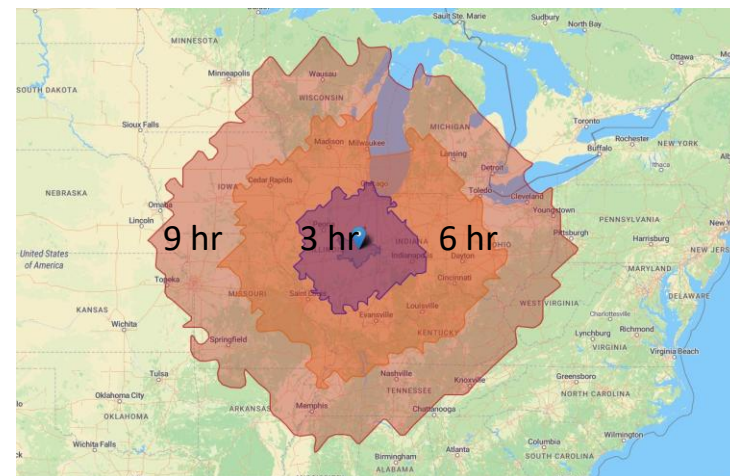 Sault Ste. Marie
Sudbury
North Bay
MINNESOTA
Ottawa
Minneapolis
Wausau
SOUTH DAKOTA
WISCONSIN
Toronto
Sioux Falls
MICHIGAN
Rochester
Madison
Milwaukee
Buffalo
NEW YORK
Lansing
Ithaca
Detroit
Chicago
IOWA
Cedar Rapids
Toledo
Cleveland
NEBRASKA
Omaha
Youngstown
Lincoln
PENNSYLVANIA
Pittsburgh
Harrisburg
9 hr
3 hr
6 hr
INDIANA
OHIO
United States
of America
Indianapolis
Dayton
MARYLAND
Topeka
Cincinnati
DELAWARE
MISSOURI
WEST VIRGINIA
KANSAS
Evansville
Louisville
Charlottesville
Wichita
KENTUCKY
Lynchburg
Richmond
VIRGINIA
Springfield
Virginia Beach
Tulsa
Nashville
Knoxville
Greensboro
TENNESSEE
NORTH CAROLINA
Oklahoma City
ARKANSAS
Memphis
Chattanooga
OKLAHOMA
Wichita Falls
Columbia
Wilmington
Atlanta
Birmingham
SOUTH CAROLINA
ALABAMA